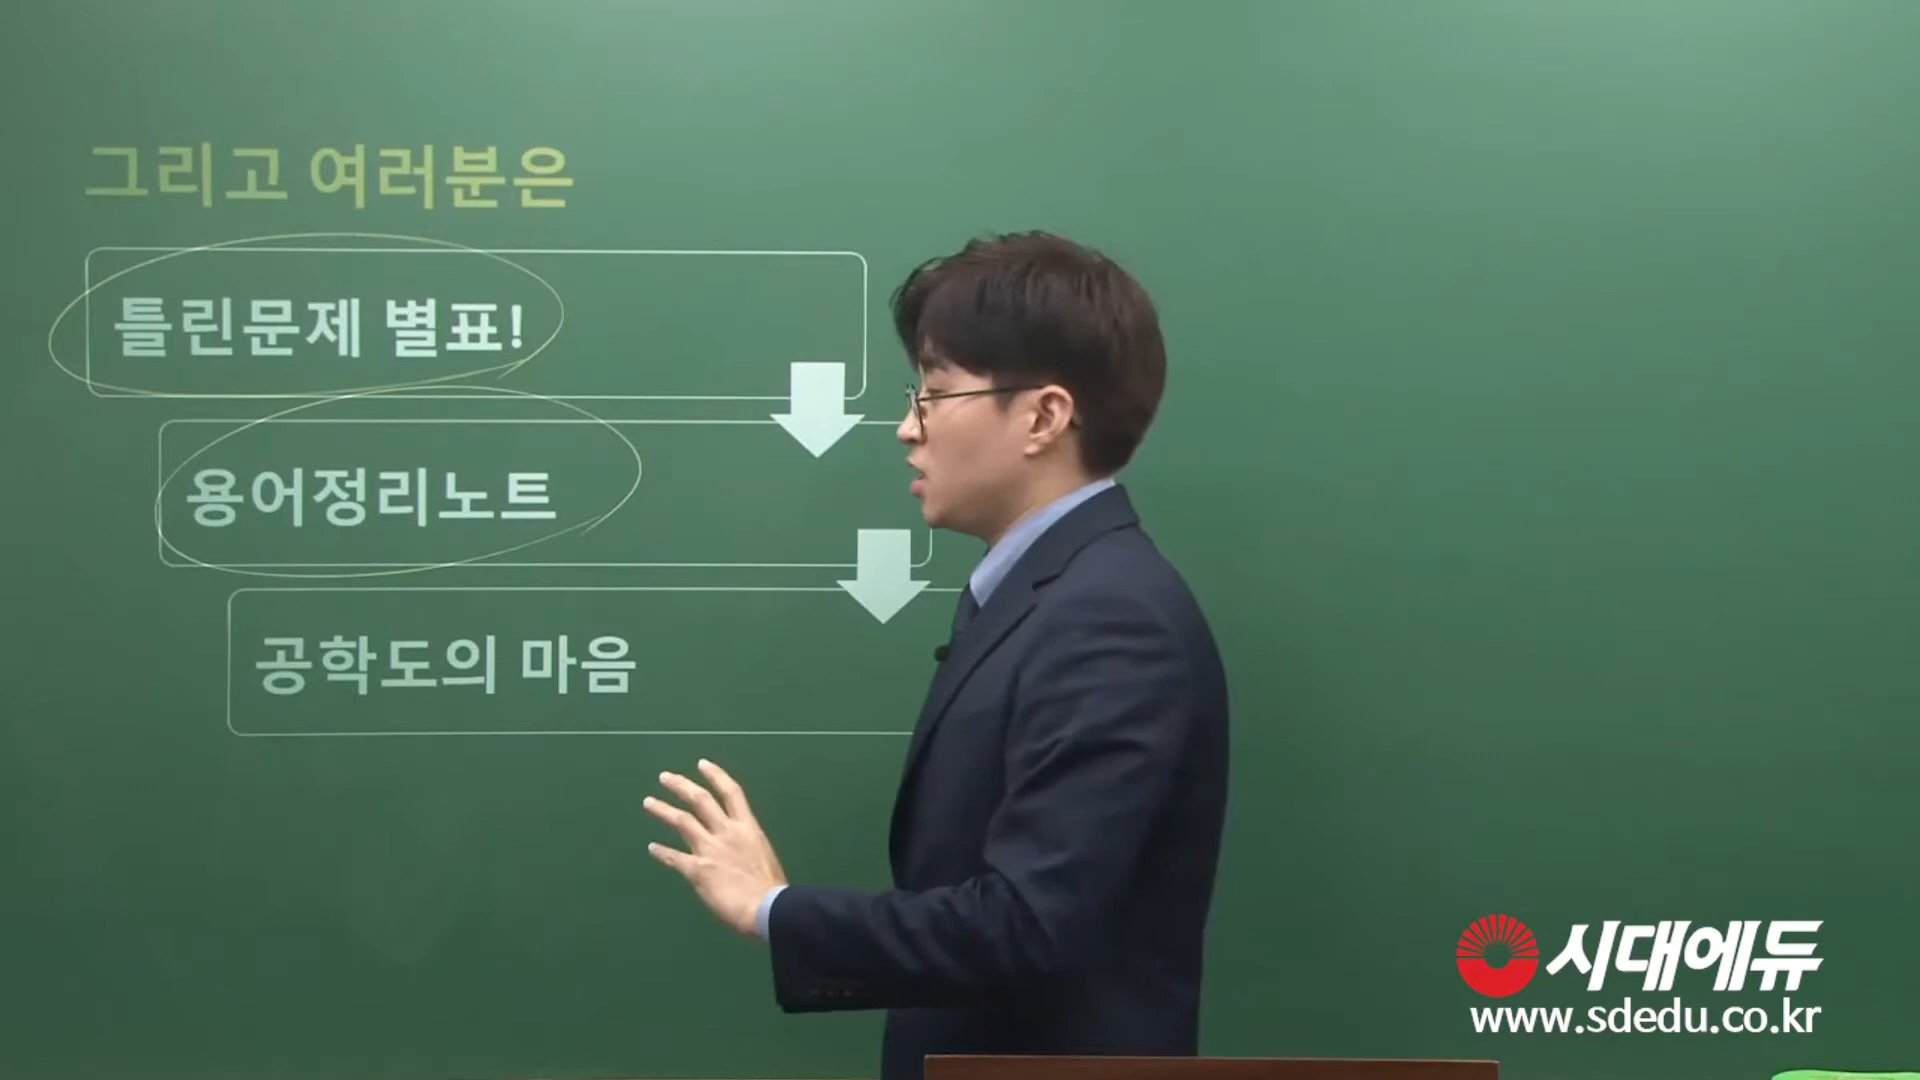 그리고 여러분은
틀린문제 별표!
용어정리노트
공학도의 마음
시대에듀
www.sdedu.co.kr